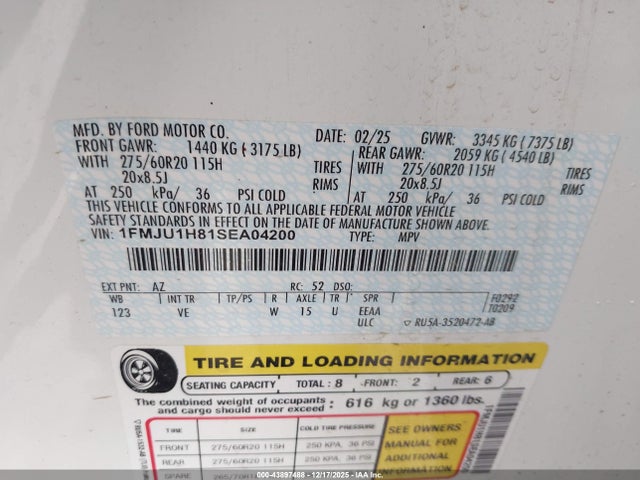 MFD. BY FORD MOTOR CO.
DATE: 02/25 GVWR: 3345 KG ( 7375 LB)
FRONT GAWR: 1440 KG ( 3175 LB) REAR GAWR: 2059 KG ( 4540 LB)
WITH 275/60R20 115H TIRES WITH 275/60R20 115H TIRES
20x8.5J RIMS 20x8.5J RIMS
AT 250 kPa/ 36 PSI COLD AT 250 kPa/ 36 PSI COLD
THIS VEHICLE CONFORMS TO ALL APPLICABLE FEDERAL MOTOR VEHICLE
SAFETY STANDARDS IN EFFECT ON THE DATE OF MANUFACTURE SHOWN ABOVE.
VIN: 1FMJU1H81SEA04200 TYPE: MPV
EXT PNT: AZ RC: 52 DSO:
WB INT TR TP/PS R AXLE TR SPR F0292
123 VE W 15 U EEAA T0209
ULC RU5A-3520472-AB
TIRE AND LOADING INFORMATION
SEATING CAPACITY TOTAL : 8 FRONT: 2 REAR: 6
The combined weight of occupants
and cargo should never exceed : 616 kg or 1360 lbs.
TIRE SIZE COLD TIRE PRESSURE
SEE OWNERS
FRONT 275/60R20 115H 250 KPA, 36 PSI MANUAL FOR
REAR 275/60R20 115H 250 KPA, 36 PSI ADDITIONAL
SPARE INFORMATION
© 000-43897488 - 12/17/2025 - IAA Inc.